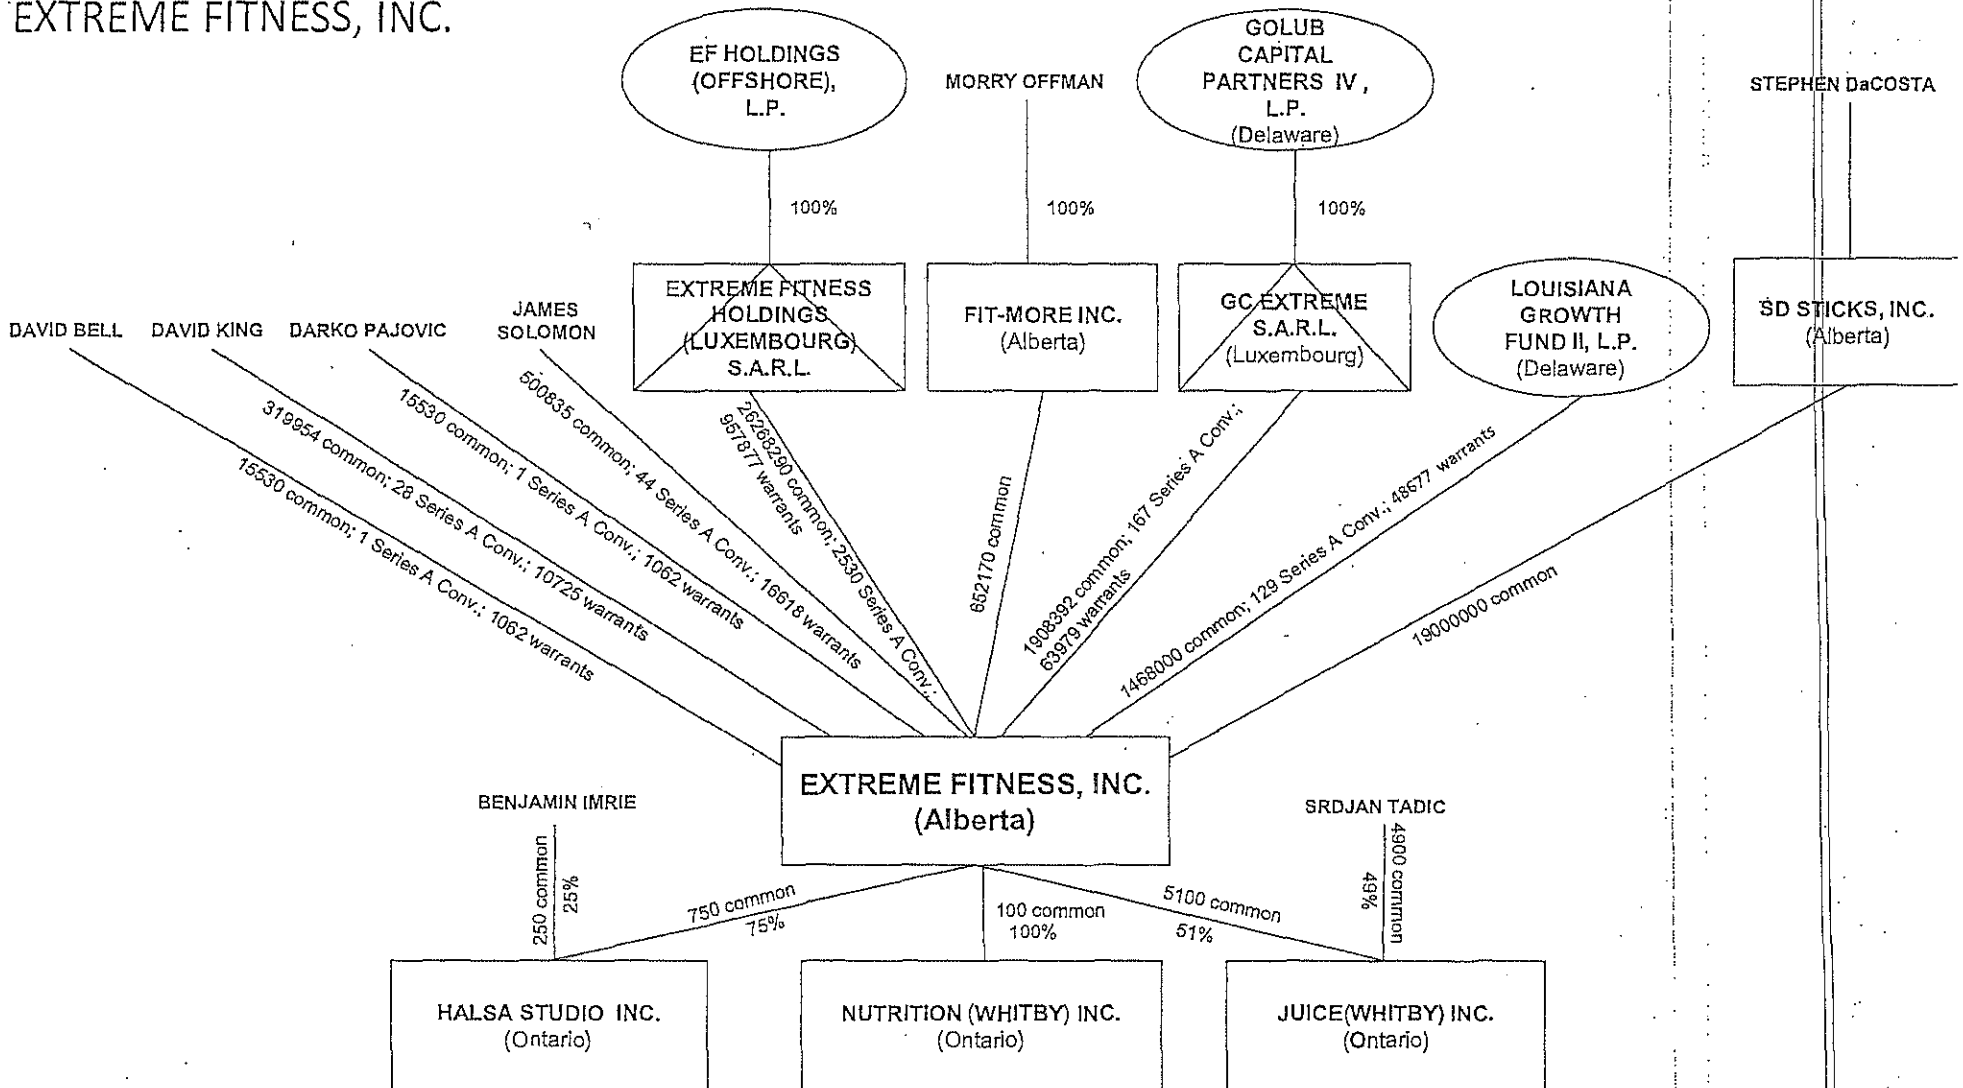 EXTREME FITNESS, INC.
EF HOLDINGS
(OFFSHORE),
L.P.
MORRY OFFMAN
GOLUB
CAPITAL
PARTNERS IV ,
L.P.
(Delaware)
STEPHEN DaCOSTA
100%
100%
100%
DAVID BELL
DAVID KING
DARKO PAJOVIC
JAMES
SOLOMON
EXTREME FITNESS
HOLDINGS
(LUXEMBOURG)
S.A.R.L.
FIT-MORE INC.
(Alberta)
GC EXTREME
S.A.R.L.
(Luxembourg)
LOUISIANA
GROWTH
FUND II, L.P.
(Delaware)
SD STICKS, INC.
(Alberta)
15530 common; 1 Series A Conv.; 1062 warrants
319954 common; 28 Series A Conv.; 10725 warrants
15530 common; 1 Series A Conv.; 1062 warrants
500835 common; 44 Series A Conv.; 16618 warrants
26268290 common; 2530 Series A Conv.;
957877 warrants
652170 common
1908392 common; 167 Series A Conv.;
63979 warrants
1468000 common; 129 Series A Conv.; 48677 warrants
19000000 common
EXTREME FITNESS, INC.
(Alberta)
BENJAMIN IMRIE
SRDJAN TADIC
250 common
25%
750 common
75%
100 common
100%
5100 common
51%
4900 common
49%
HALSA STUDIO INC.
(Ontario)
NUTRITION (WHITBY) INC.
(Ontario)
JUICE(WHITBY) INC.
(Ontario)